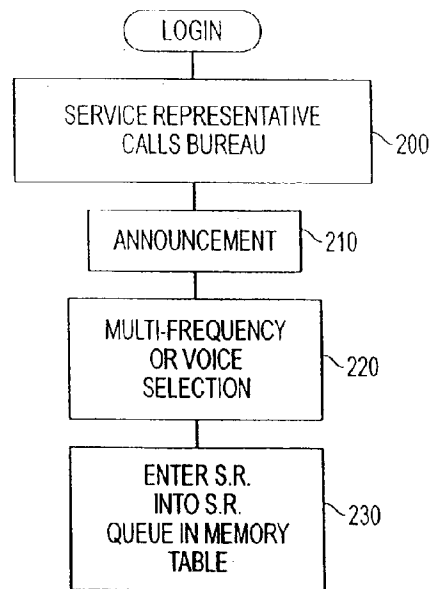 LOGIN
SERVICE REPRESENTATIVE
CALLS BUREAU
200
ANNOUNCEMENT
210
MULTI-FREQUENCY
OR VOICE
SELECTION
220
ENTER S.R.
INTO S.R.
QUEUE IN MEMORY
TABLE
230